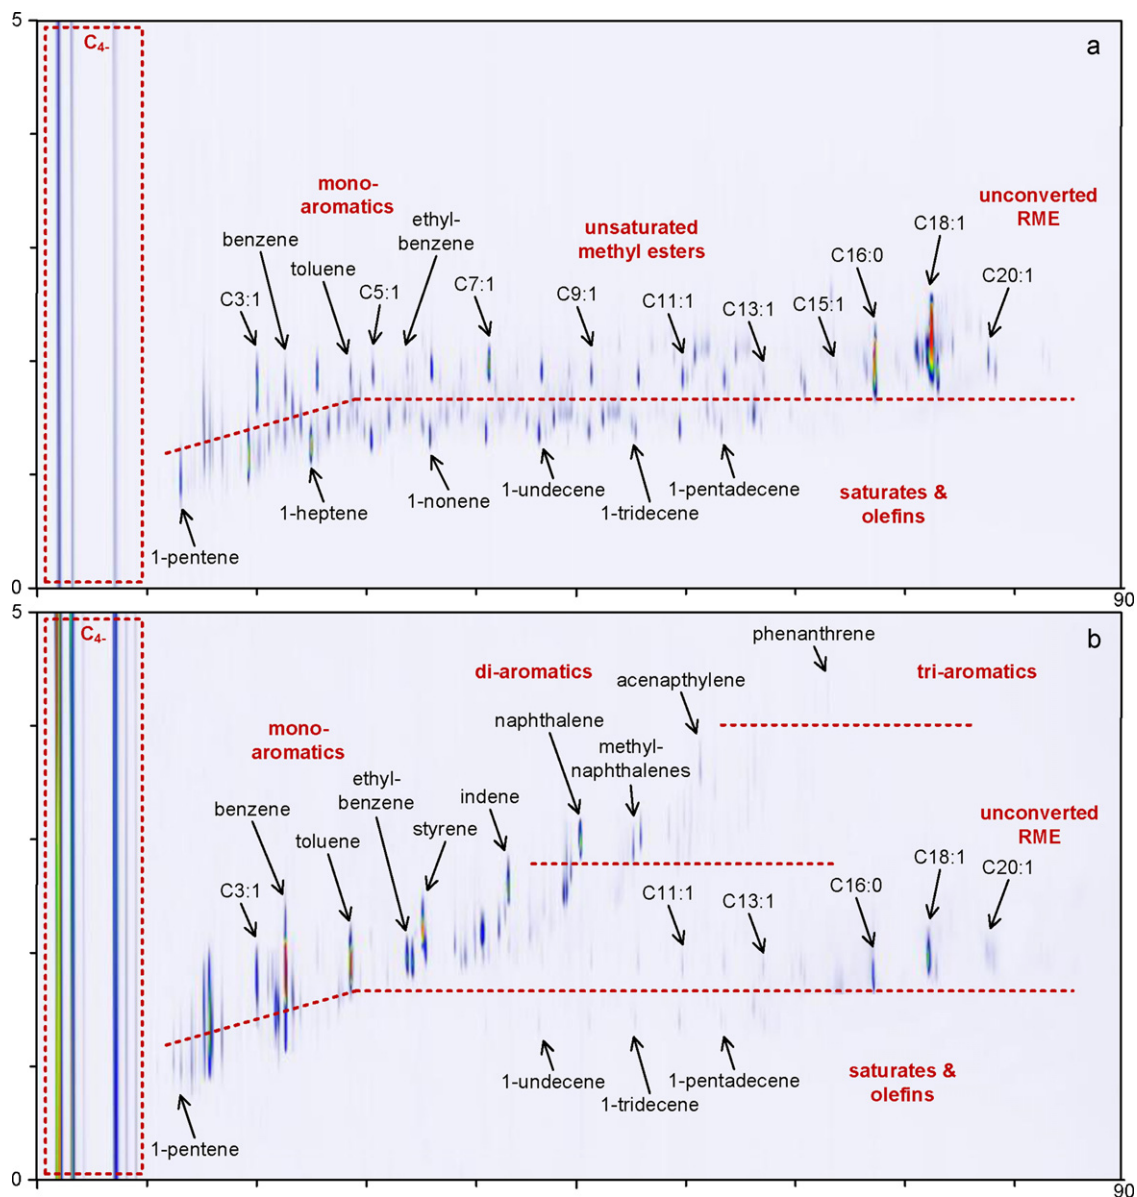 5
C4-
a
mono-
aromatics
ethyl-
benzene
unsaturated
methyl esters
unconverted
RME
C18:1
benzene
toluene
C16:0
C20:1
C3:1
C5:1
C7:1
C9:1
C11:1
C13:1
C15:1
1-heptene
1-nonene
1-undecene
1-tridecene
1-pentadecene
saturates &
olefins
1-pentene
0
90
5
C4-
b
phenanthrene
di-aromatics
acenapthylene
tri-aromatics
naphthalene
mono-
aromatics
methyl-
naphthalenes
ethyl-
benzene
indene
benzene
styrene
toluene
unconverted
RME
C3:1
C11:1
C13:1
C16:0
C18:1
C20:1
1-undecene
1-tridecene
1-pentadecene
saturates &
olefins
1-pentene
0
90